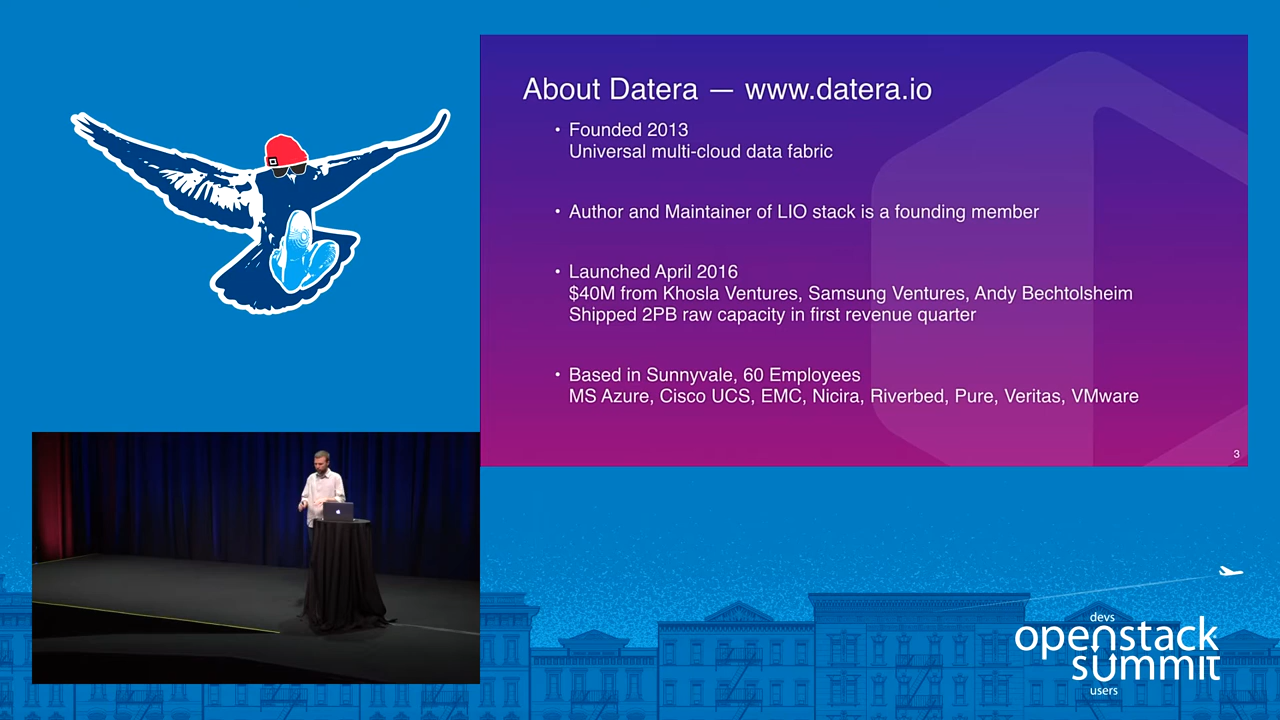 About Datera — www.datera.io
• Founded 2013
Universal multi-cloud data fabric
• Author and Maintainer of LIO stack is a founding member
• Launched April 2016
$40M from Khosla Ventures, Samsung Ventures, Andy Bechtolsheim
Shipped 2PB raw capacity in first revenue quarter
• Based in Sunnyvale, 60 Employees
MS Azure, Cisco UCS, EMC, Nicira, Riverbed, Pure, Veritas, VMware
3
devs
openstack
summit
users